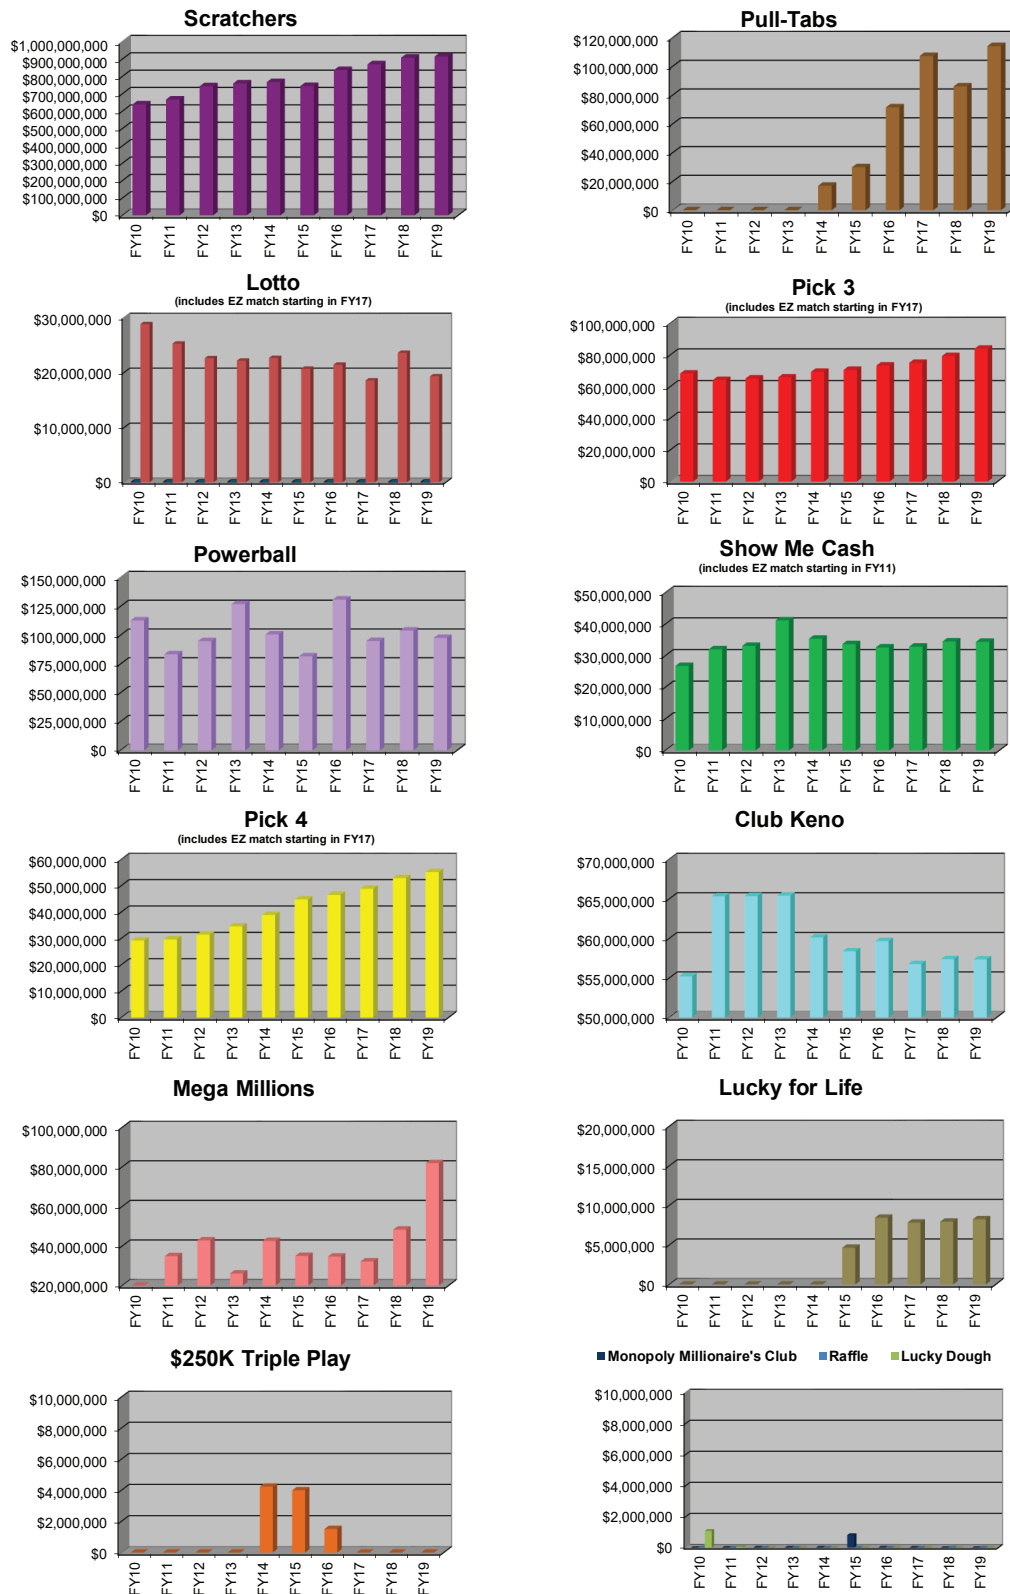 Scratchers
$1,000,000,000
$900,000,000
$800,000,000
$700,000,000
$600,000,000
$500,000,000
$400,000,000
$300,000,000
$200,000,000
$100,000,000
$0
FY10 FY11 FY12 FY13 FY14 FY15 FY16 FY17 FY18 FY19
Pull-Tabs
$120,000,000
$100,000,000
$80,000,000
$60,000,000
$40,000,000
$20,000,000
$0
FY10 FY11 FY12 FY13 FY14 FY15 FY16 FY17 FY18 FY19
Lotto
(includes EZ match starting in FY17)
$30,000,000
$20,000,000
$10,000,000
$0
FY10 FY11 FY12 FY13 FY14 FY15 FY16 FY17 FY18 FY19
Pick 3
(includes EZ match starting in FY17)
$100,000,000
$80,000,000
$60,000,000
$40,000,000
$20,000,000
$0
FY10 FY11 FY12 FY13 FY14 FY15 FY16 FY17 FY18 FY19
Powerball
$150,000,000
$125,000,000
$100,000,000
$75,000,000
$50,000,000
$25,000,000
$0
FY10 FY11 FY12 FY13 FY14 FY15 FY16 FY17 FY18 FY19
Show Me Cash
(includes EZ match starting in FY11)
$50,000,000
$40,000,000
$30,000,000
$20,000,000
$10,000,000
$0
FY10 FY11 FY12 FY13 FY14 FY15 FY16 FY17 FY18 FY19
Pick 4
(includes EZ match starting in FY17)
$60,000,000
$50,000,000
$40,000,000
$30,000,000
$20,000,000
$10,000,000
$0
FY10 FY11 FY12 FY13 FY14 FY15 FY16 FY17 FY18 FY19
Club Keno
$70,000,000
$65,000,000
$60,000,000
$55,000,000
$50,000,000
FY10 FY11 FY12 FY13 FY14 FY15 FY16 FY17 FY18 FY19
Mega Millions
$100,000,000
$80,000,000
$60,000,000
$40,000,000
$20,000,000
FY10 FY11 FY12 FY13 FY14 FY15 FY16 FY17 FY18 FY19
Lucky for Life
$20,000,000
$15,000,000
$10,000,000
$5,000,000
$0
FY10 FY11 FY12 FY13 FY14 FY15 FY16 FY17 FY18 FY19
$250K Triple Play
$10,000,000
$8,000,000
$6,000,000
$4,000,000
$2,000,000
$0
FY10 FY11 FY12 FY13 FY14 FY15 FY16 FY17 FY18 FY19
Monopoly Millionaire's Club Raffle Lucky Dough
$10,000,000
$8,000,000
$6,000,000
$4,000,000
$2,000,000
$0
FY10 FY11 FY12 FY13 FY14 FY15 FY16 FY17 FY18 FY19